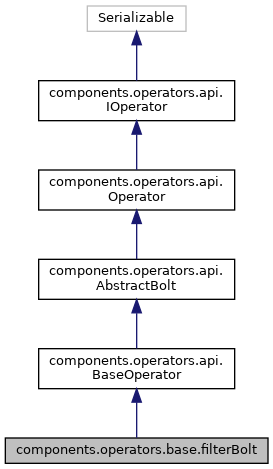 Serializable
components.operators.api.
IOperator
components.operators.api.
Operator
components.operators.api.
AbstractBolt
components.operators.api.
BaseOperator
components.operators.base.filterBolt